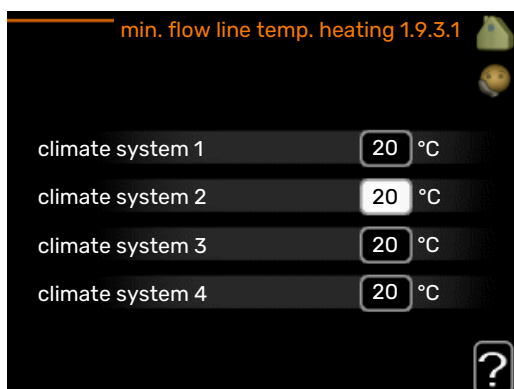 min. flow line temp. heating 1.9.3.1
climate system 1 20 °C
climate system 2 20 °C
climate system 3 20 °C
climate system 4 20 °C
?